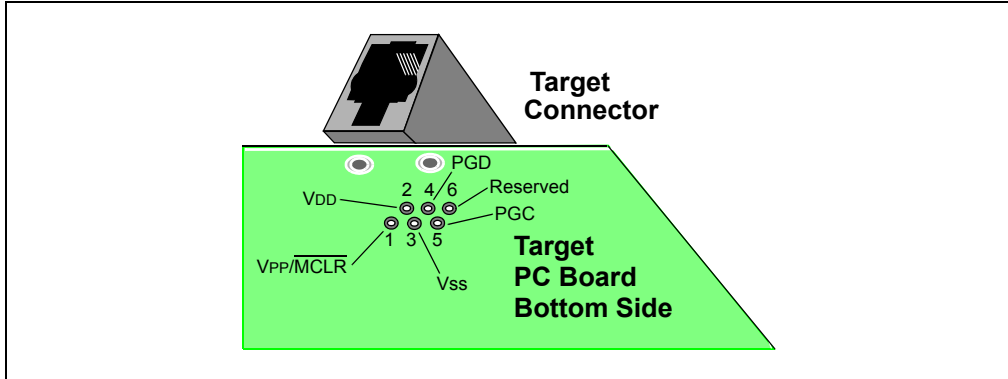 Target
Connector
PGD
2 4 6
Reserved
VDD
PGC
1 3 5
VPP/MCLR
Vss
Target
PC Board
Bottom Side